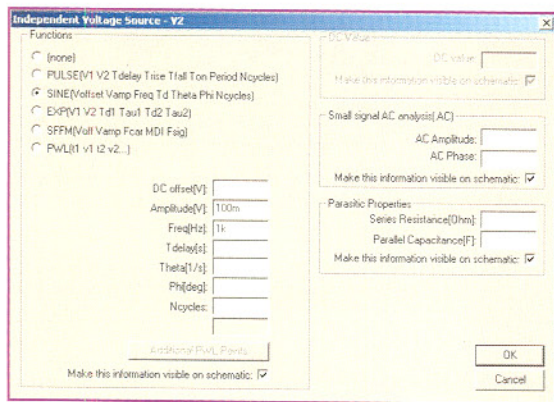 Independent Voltage Source - V2
Functions
(none)
PULSE(V1 V2 Tdelay Trise Tfall Ton Period Ncycles)
SINE(Voffset Vamp Freq Td Theta Phi Ncycles)
EXP(V1 V2 Td1 Tau1 Td2 Tau2)
SFFM(Voff Vamp Fcar MDI Fsig)
PWL(t1 v1 t2 v2...)
DC offset[V]:
Amplitude[V]: 100m
Freq[Hz]: 1k
Tdelay[s]:
Theta[1/s]:
Phi[deg]:
Ncycles:
Additional PWL Points
Make this information visible on schematic:
DC Value
DC value:
Make this information visible on schematic:
Small signal AC analysis(.AC)
AC Amplitude:
AC Phase:
Make this information visible on schematic:
Parasitic Properties
Series Resistance[Ohm]:
Parallel Capacitance[F]:
Make this information visible on schematic:
OK
Cancel